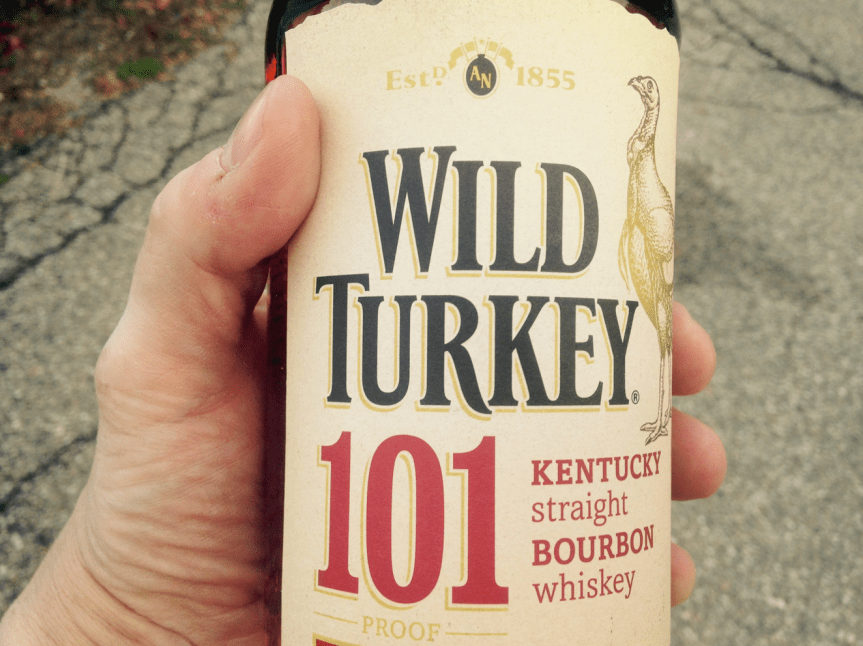 Estᴰ AN 1855
WILD
TURKEY®
101
KENTUCKY
straight
BOURBON
whiskey
PROOF